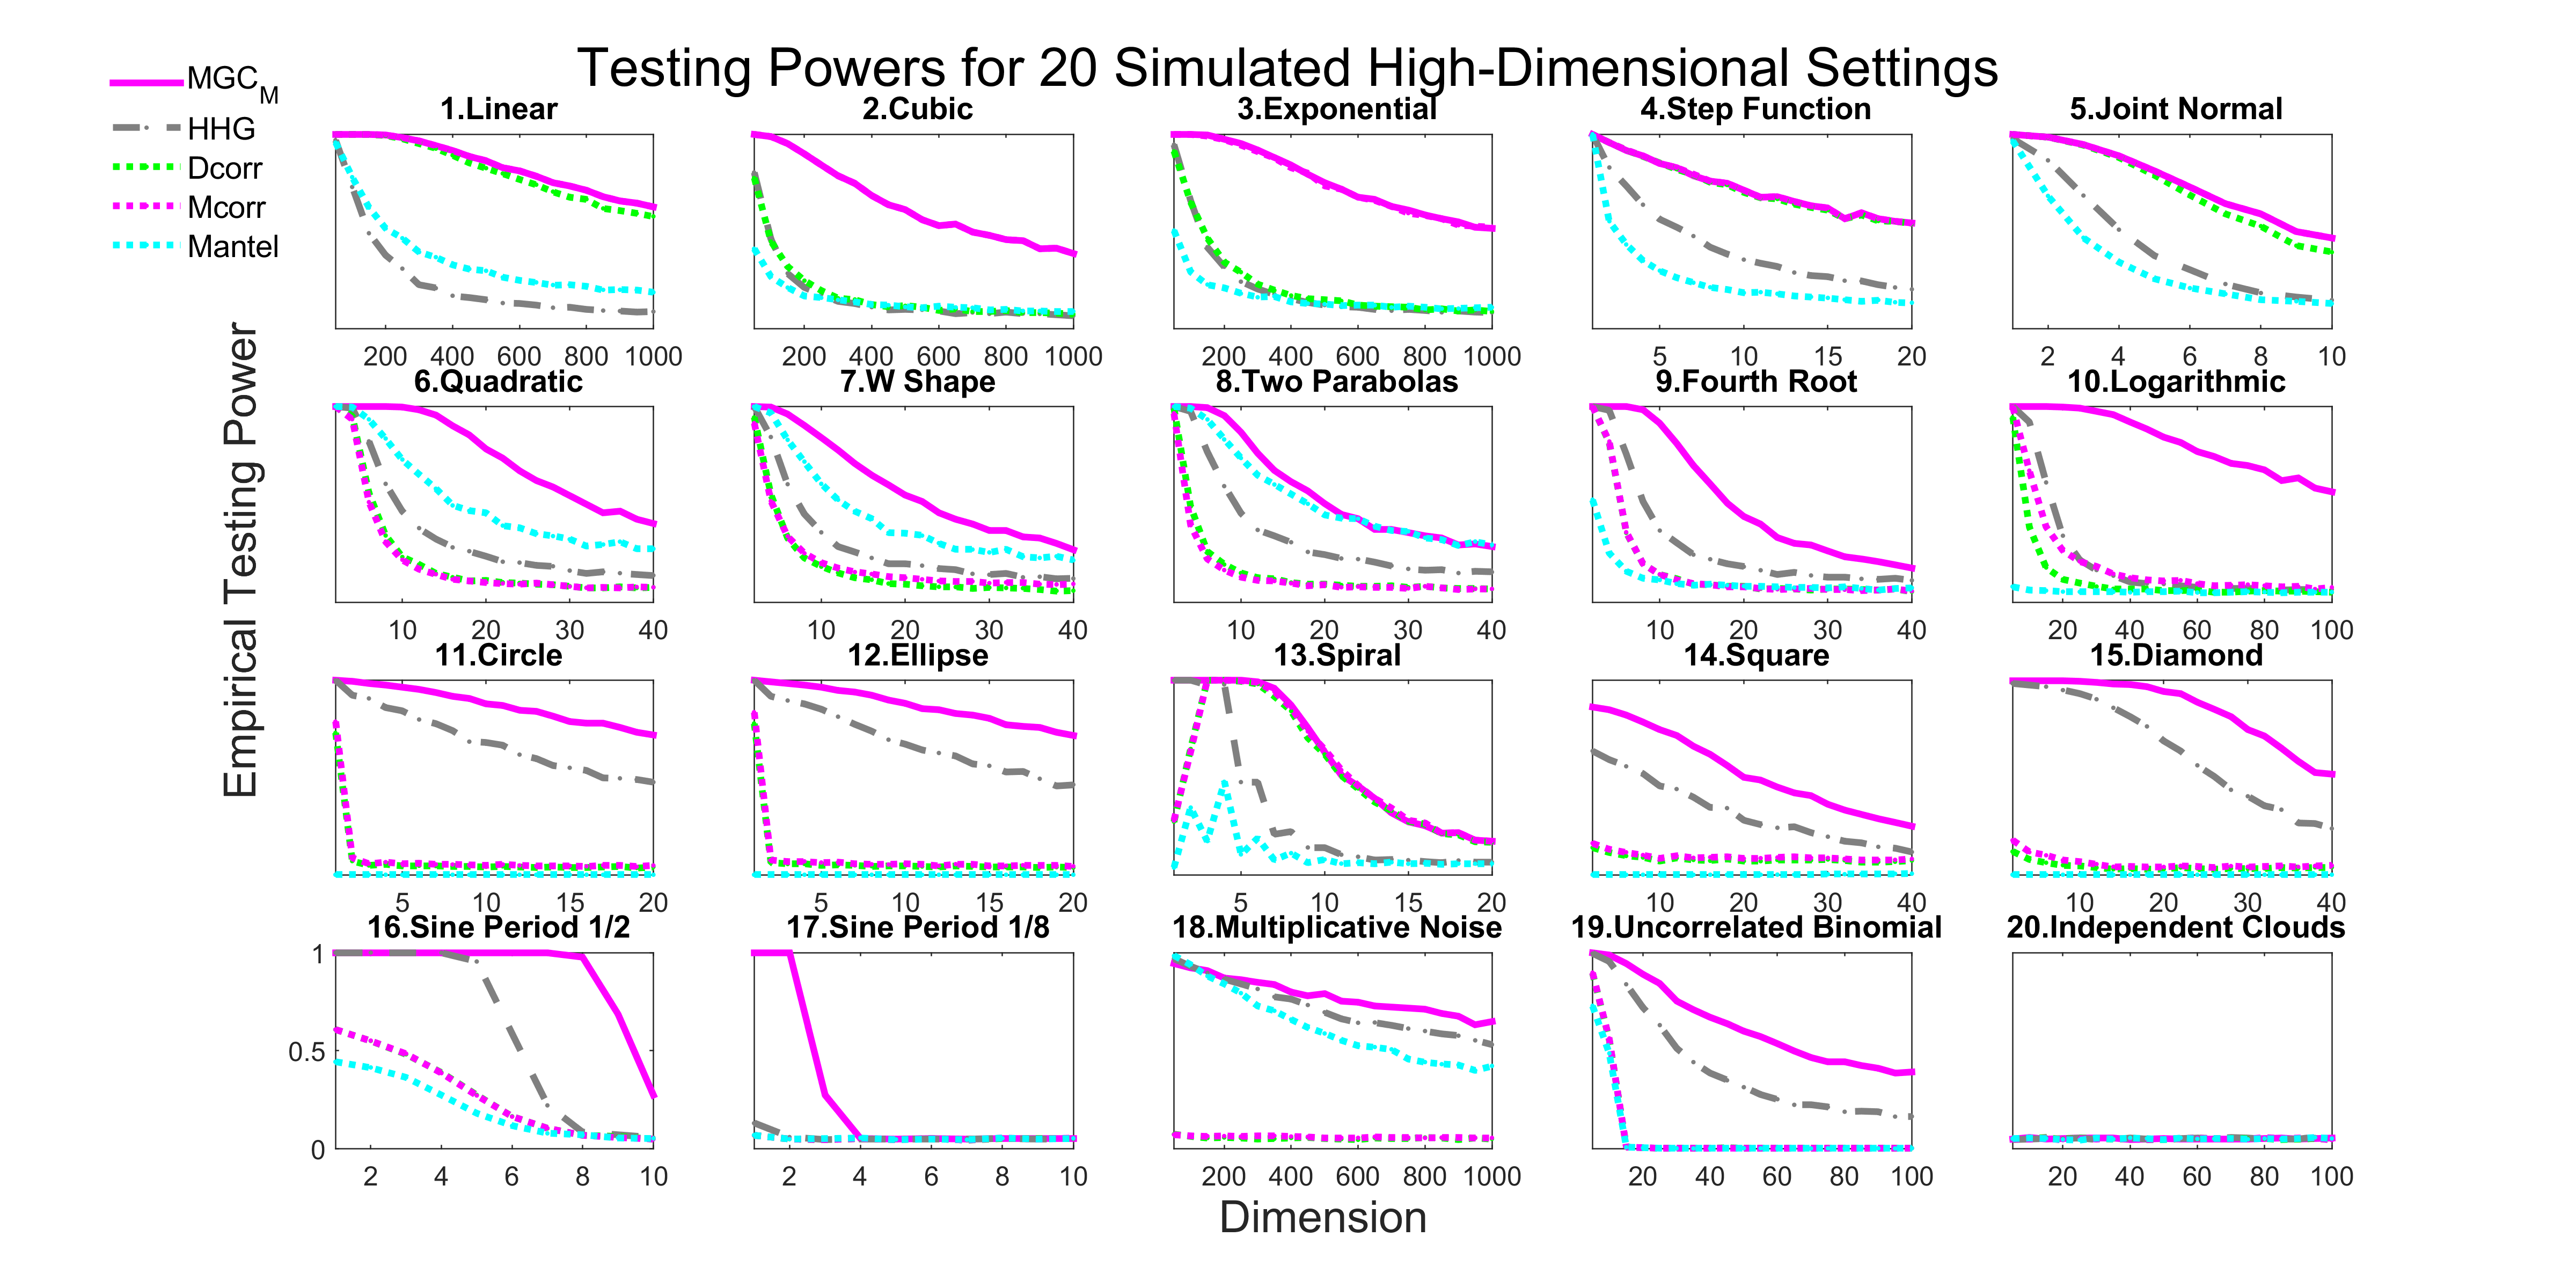 Testing Powers for 20 Simulated High-Dimensional Settings
MGC_M
HHG
Dcorr
Mcorr
Mantel
Empirical Testing Power
1.Linear 2.Cubic 3.Exponential 4.Step Function 5.Joint Normal
200 400 600 800 1000 200 400 600 800 1000 200 400 600 800 1000 5 10 15 20 2 4 6 8 10
6.Quadratic 7.W Shape 8.Two Parabolas 9.Fourth Root 10.Logarithmic
10 20 30 40 10 20 30 40 10 20 30 40 10 20 30 40 20 40 60 80 100
11.Circle 12.Ellipse 13.Spiral 14.Square 15.Diamond
5 10 15 20 5 10 15 20 5 10 15 20 10 20 30 40 10 20 30 40
16.Sine Period 1/2 17.Sine Period 1/8 18.Multiplicative Noise 19.Uncorrelated Binomial 20.Independent Clouds
1
0.5
0
2 4 6 8 10 2 4 6 8 10 200 400 600 800 1000 20 40 60 80 100 20 40 60 80 100
Dimension